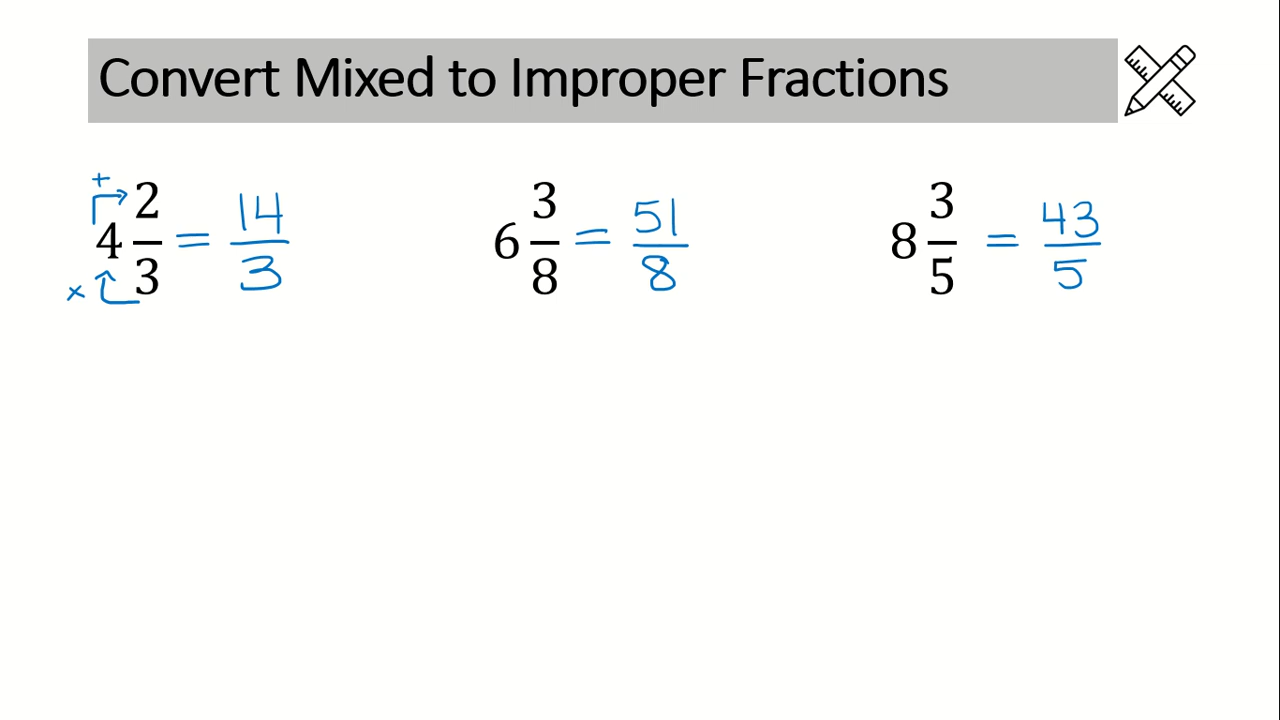 Convert Mixed to Improper Fractions
+
4 2/3 = 14/3
x
6 3/8 = 51/8
8 3/5 = 43/5